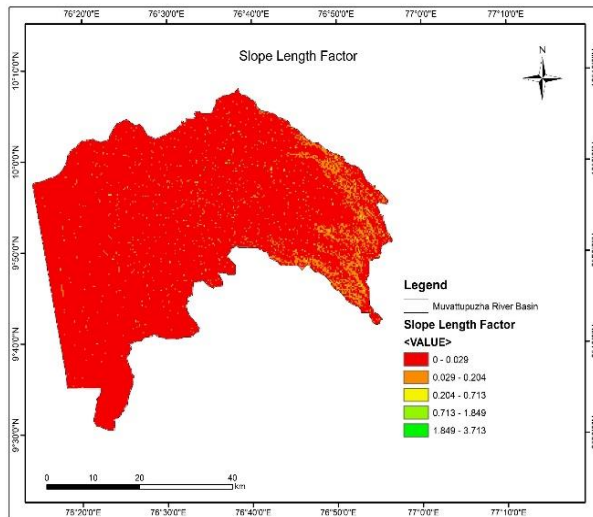 76°20'0"E 76°30'0"E 76°40'0"E 76°50'0"E 77°0'0"E 77°10'0"E
Slope Length Factor
N
10°10'0"N
10°0'0"N
9°50'0"N
9°40'0"N
9°30'0"N
Legend
Muvattupuzha River Basin
Slope Length Factor
<VALUE>
0 - 0.029
0.029 - 0.204
0.204 - 0.713
0.713 - 1.849
1.849 - 3.713
0 10 20 40
km
76°20'0"E 76°30'0"E 76°40'0"E 76°50'0"E 77°0'0"E 77°10'0"E